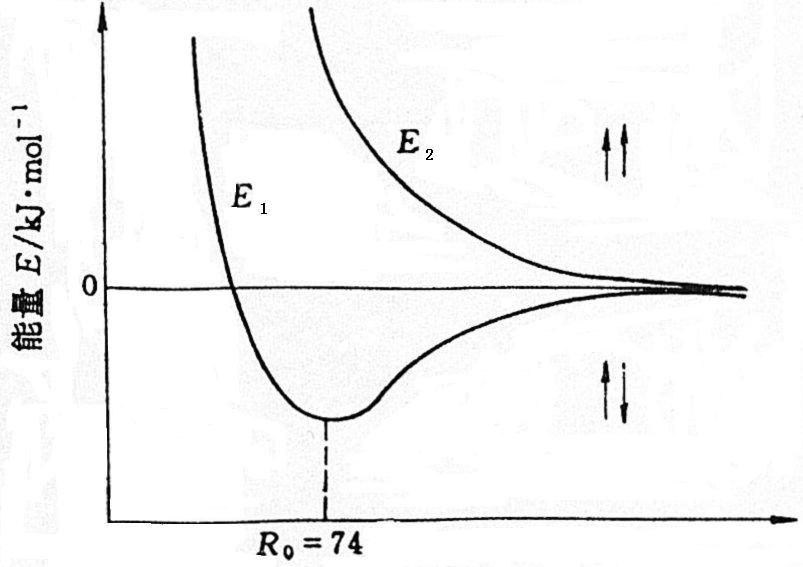 能量 E/kJ·mol⁻¹
E₂
E₁
0
R₀=74